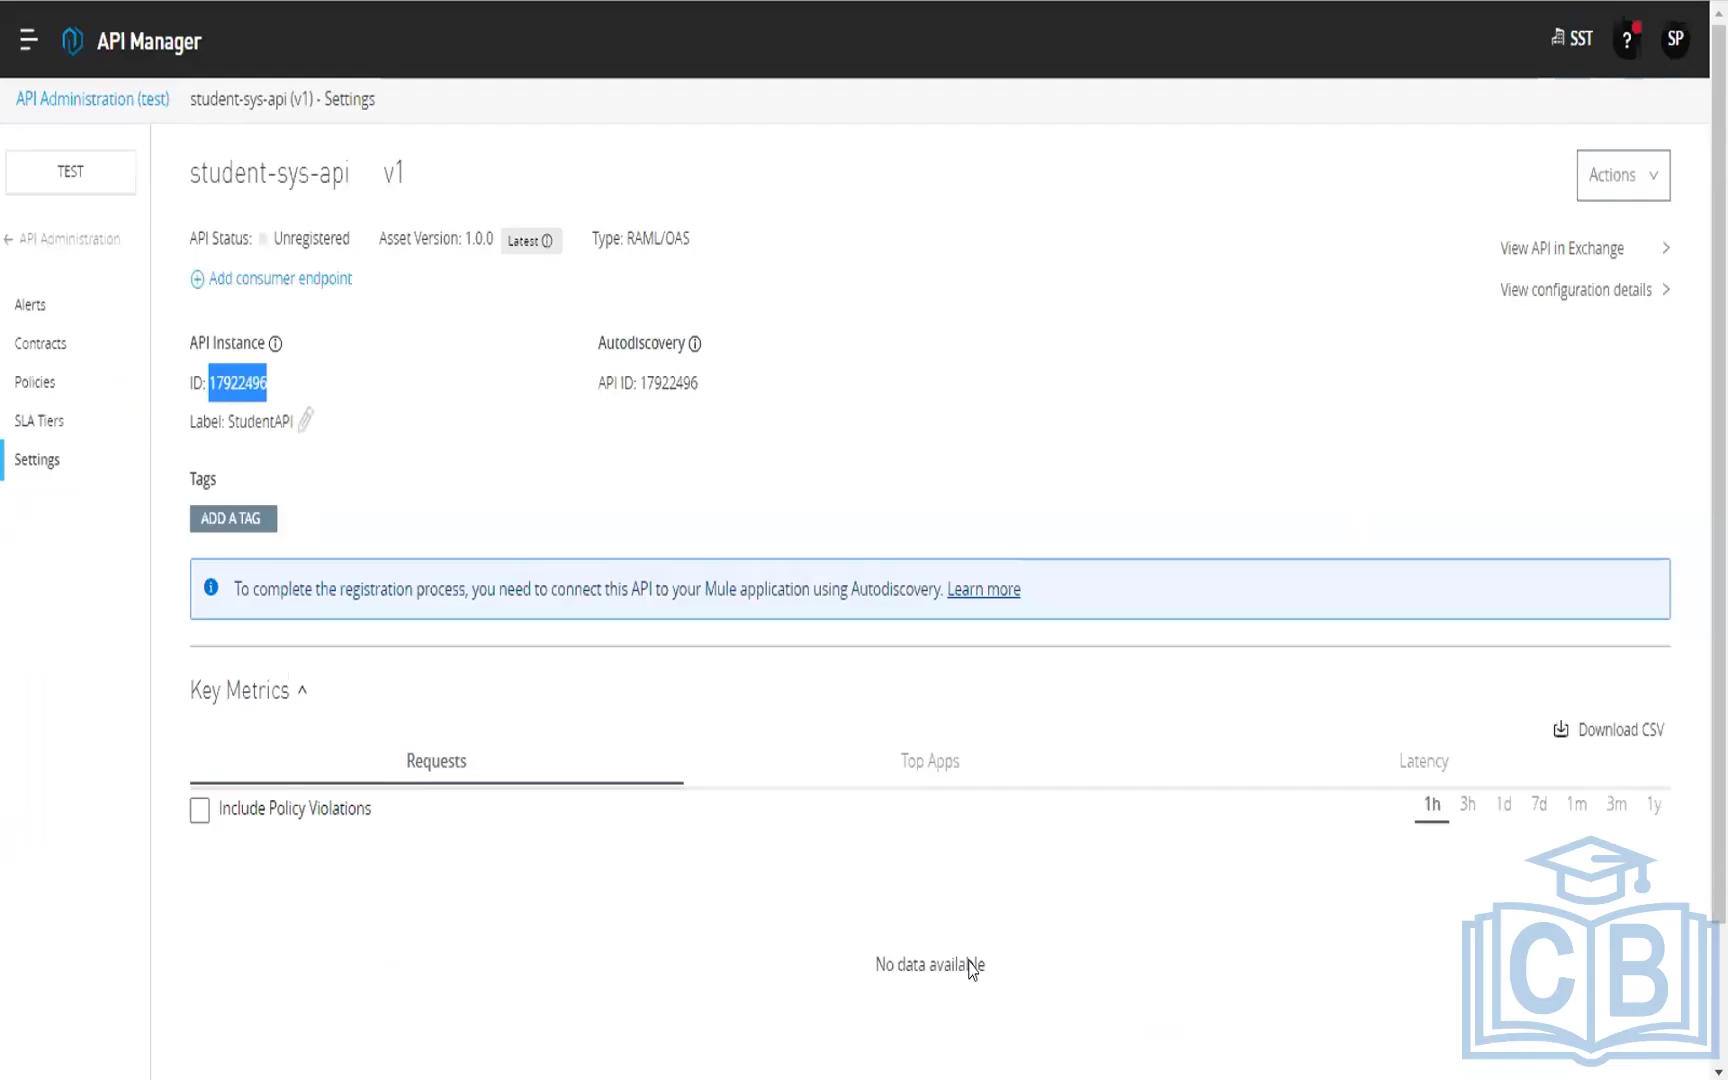 API Manager
SST
?
SP
API Administration (test) student-sys-api (v1) - Settings
TEST
API Administration
Alerts
Contracts
Policies
SLA Tiers
Settings
student-sys-api v1
Actions
API Status: Unregistered Asset Version: 1.0.0 Latest Type: RAML/OAS
Add consumer endpoint
View API in Exchange
View configuration details
API Instance
ID: 17922496
Label: StudentAPI
Autodiscovery
API ID: 17922496
Tags
ADD A TAG
To complete the registration process, you need to connect this API to your Mule application using Autodiscovery. Learn more
Key Metrics
Download CSV
Requests Top Apps Latency
Include Policy Violations
1h 3h 1d 7d 1m 3m 1y
No data available
CB